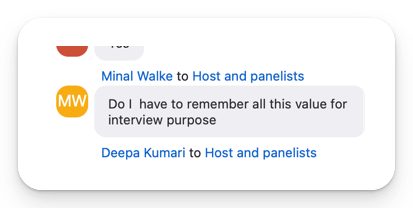 Yes
Minal Walke to Host and panelists
MW
Do I  have to remember all this value for
interview purpose
Deepa Kumari to Host and panelists